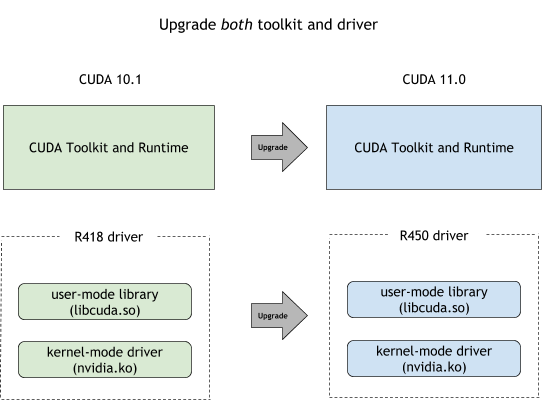 Upgrade both toolkit and driver
CUDA 10.1
CUDA 11.0
CUDA Toolkit and Runtime
Upgrade
CUDA Toolkit and Runtime
R418 driver
R450 driver
user-mode library
(libcuda.so)
Upgrade
user-mode library
(libcuda.so)
kernel-mode driver
(nvidia.ko)
kernel-mode driver
(nvidia.ko)